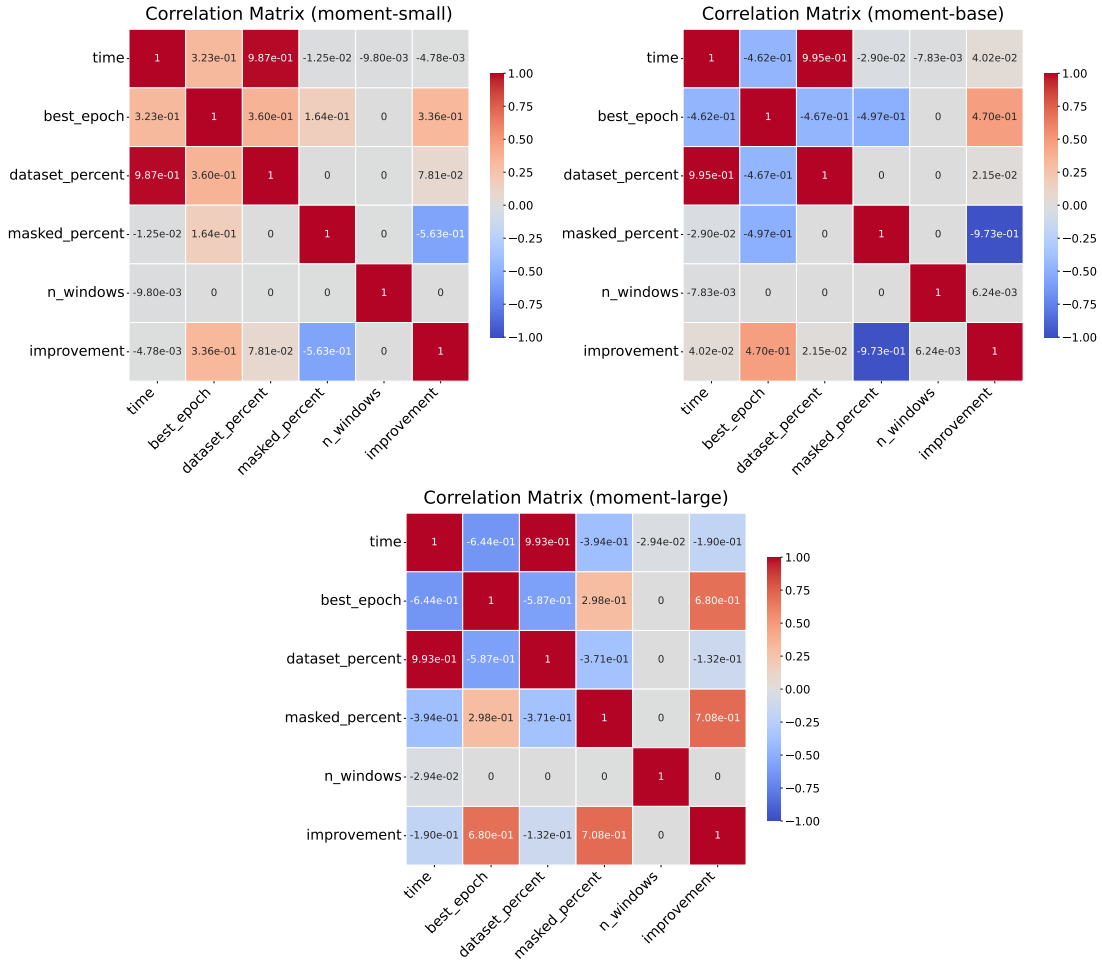 Correlation Matrix (moment-small)
time 1 3.23e-01 9.87e-01 -1.25e-02 -9.80e-03 -4.78e-03
best_epoch 3.23e-01 1 3.60e-01 1.64e-01 0 3.36e-01
dataset_percent 9.87e-01 3.60e-01 1 0 0 7.81e-02
masked_percent -1.25e-02 1.64e-01 0 1 0 -5.63e-01
n_windows -9.80e-03 0 0 0 1 0
improvement -4.78e-03 3.36e-01 7.81e-02 -5.63e-01 0 1
time best_epoch dataset_percent masked_percent n_windows improvement
1.00
0.75
0.50
0.25
0.00
−0.25
−0.50
−0.75
−1.00
Correlation Matrix (moment-base)
time 1 -4.62e-01 9.95e-01 -2.90e-02 -7.83e-03 4.02e-02
best_epoch -4.62e-01 1 -4.67e-01 -4.97e-01 0 4.70e-01
dataset_percent 9.95e-01 -4.67e-01 1 0 0 2.15e-02
masked_percent -2.90e-02 -4.97e-01 0 1 0 -9.73e-01
n_windows -7.83e-03 0 0 0 1 6.24e-03
improvement 4.02e-02 4.70e-01 2.15e-02 -9.73e-01 6.24e-03 1
time best_epoch dataset_percent masked_percent n_windows improvement
1.00
0.75
0.50
0.25
0.00
−0.25
−0.50
−0.75
−1.00
Correlation Matrix (moment-large)
time 1 -6.44e-01 9.93e-01 -3.94e-01 -2.94e-02 -1.90e-01
best_epoch -6.44e-01 1 -5.87e-01 2.98e-01 0 6.80e-01
dataset_percent 9.93e-01 -5.87e-01 1 -3.71e-01 0 -1.32e-01
masked_percent -3.94e-01 2.98e-01 -3.71e-01 1 0 7.08e-01
n_windows -2.94e-02 0 0 0 1 0
improvement -1.90e-01 6.80e-01 -1.32e-01 7.08e-01 0 1
time best_epoch dataset_percent masked_percent n_windows improvement
1.00
0.75
0.50
0.25
0.00
−0.25
−0.50
−0.75
−1.00